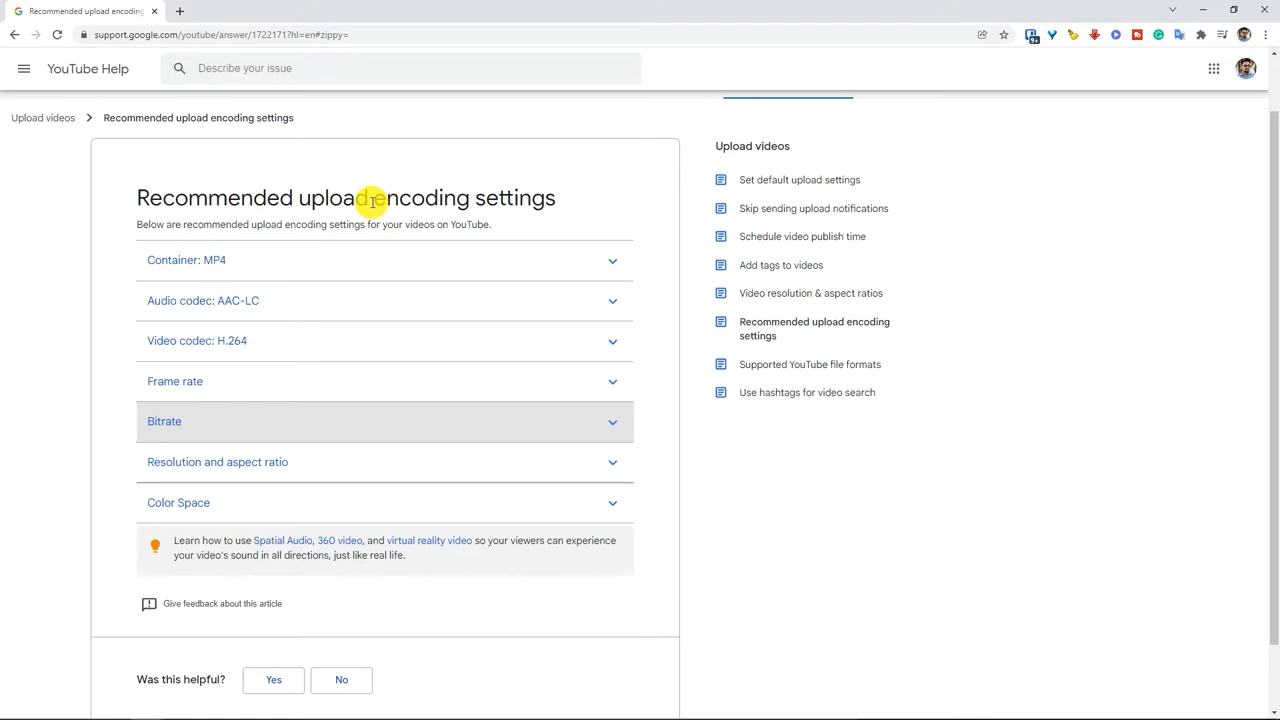 Recommended upload encoding
support.google.com/youtube/answer/1722171?hl=en#zippy=
9+
YouTube Help
Describe your issue
Upload videos
Recommended upload encoding settings
Recommended upload encoding settings
Below are recommended upload encoding settings for your videos on YouTube.
Container: MP4
Audio codec: AAC-LC
Video codec: H.264
Frame rate
Bitrate
Resolution and aspect ratio
Color Space
Learn how to use Spatial Audio, 360 video, and virtual reality video so your viewers can experience
your video's sound in all directions, just like real life.
Give feedback about this article
Was this helpful?
Yes
No
Upload videos
Set default upload settings
Skip sending upload notifications
Schedule video publish time
Add tags to videos
Video resolution & aspect ratios
Recommended upload encoding
settings
Supported YouTube file formats
Use hashtags for video search